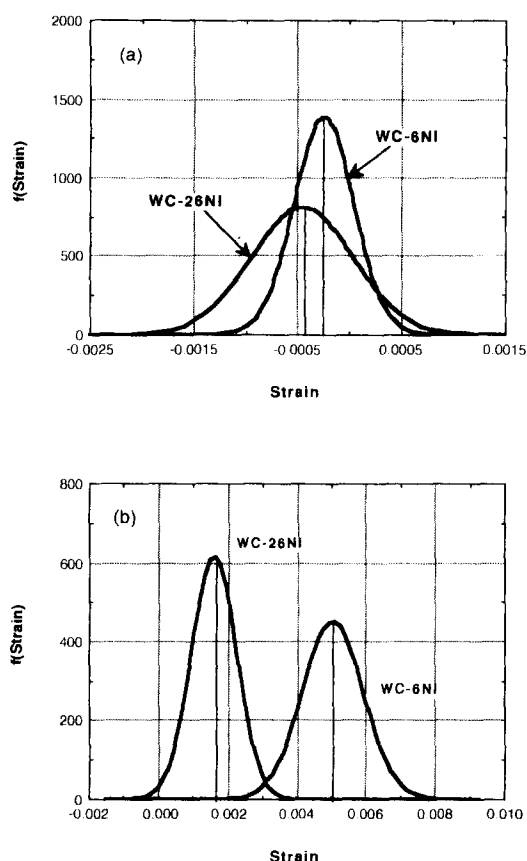 2000
(a)
1500
WC-6NI
1000
WC-26NI
f(Strain)
500
0
-0.0025
-0.0015
-0.0005
0.0005
0.0015
Strain
800
(b)
WC-26NI
600
f(Strain)
400
WC-6NI
200
0
-0.002
0.000
0.002
0.004
0.006
0.008
0.010
Strain